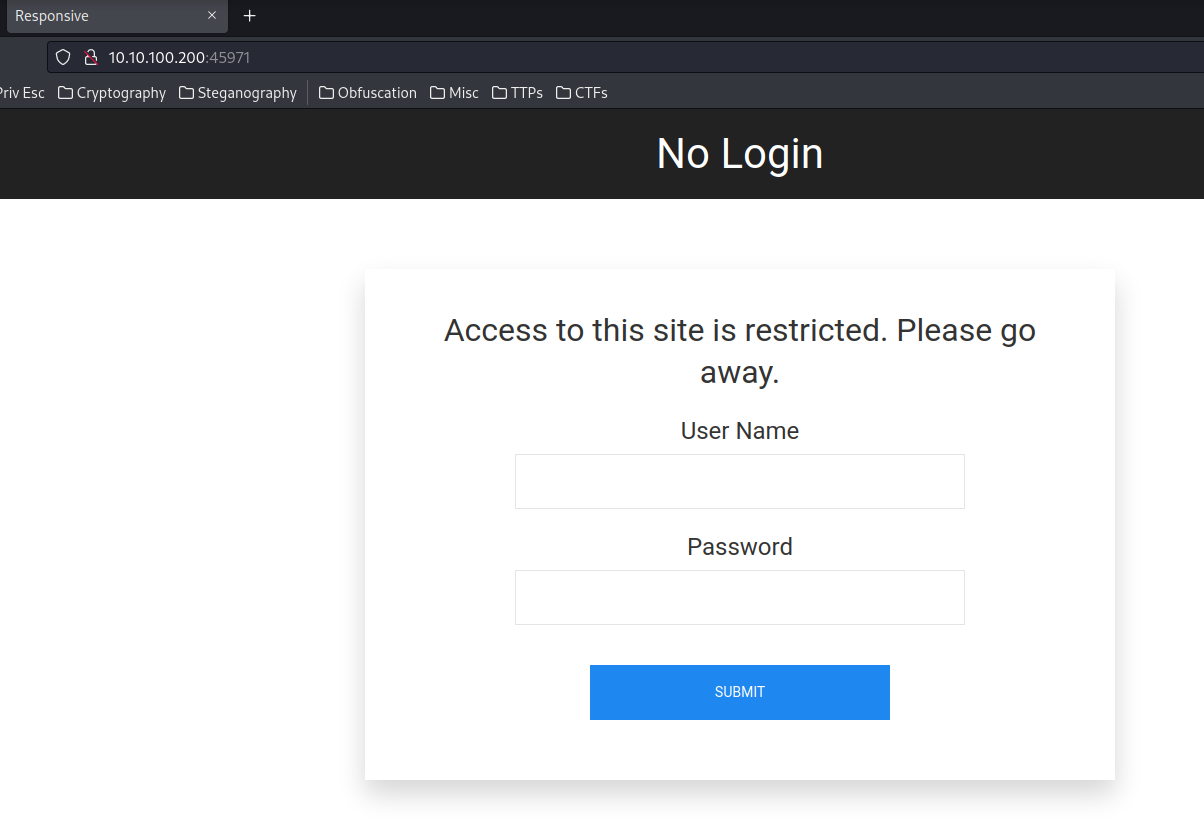 Responsive
10.10.100.200:45971
Priv Esc Cryptography Steganography Obfuscation Misc TTPs CTFs
No Login
Access to this site is restricted. Please go
away.
User Name
Password
SUBMIT